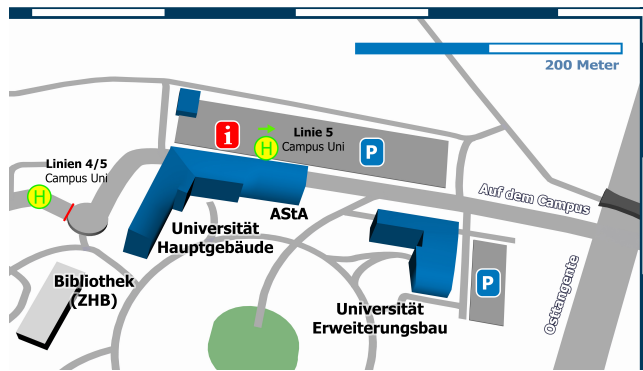 200 Meter
i
H
Linie 5
Campus Uni
P
Linien 4/5
Campus Uni
H
AStA
Auf dem Campus
Universität
Hauptgebäude
Bibliothek
(ZHB)
P
Universität
Erweiterungsbau
Osttangente